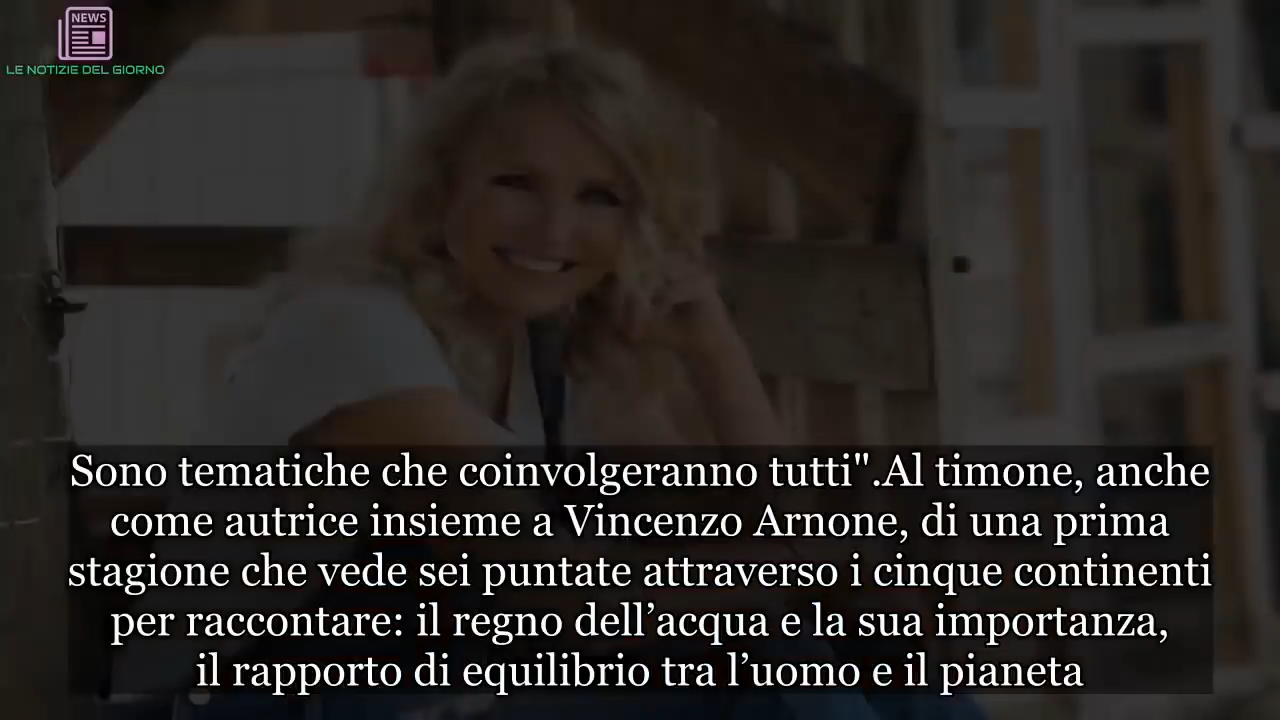 NEWS
LE NOTIZIE DEL GIORNO
Sono tematiche che coinvolgeranno tutti".Al timone, anche
come autrice insieme a Vincenzo Arnone, di una prima
stagione che vede sei puntate attraverso i cinque continenti
per raccontare: il regno dell’acqua e la sua importanza,
il rapporto di equilibrio tra l’uomo e il pianeta